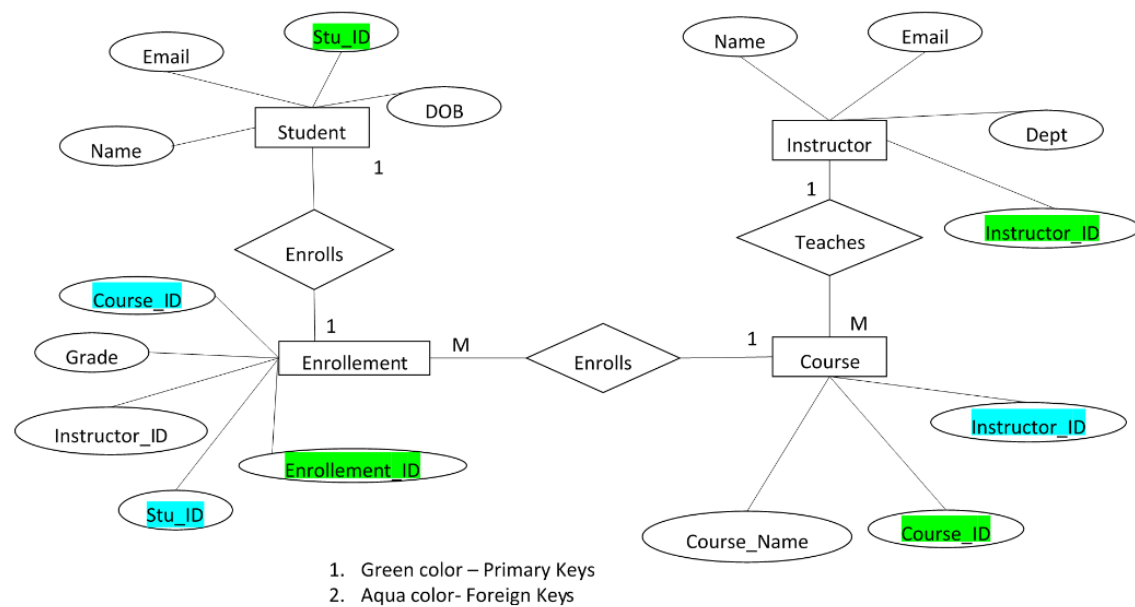 Stu_ID
Email
DOB
Name
Student
1
Enrolls
1
Course_ID
Grade
Instructor_ID
Stu_ID
Enrollement_ID
Enrollement
M
Enrolls
1
Name
Email
Dept
Instructor
1
Instructor_ID
Teaches
M
Course
Instructor_ID
Course_Name
Course_ID
1. Green color – Primary Keys
2. Aqua color- Foreign Keys